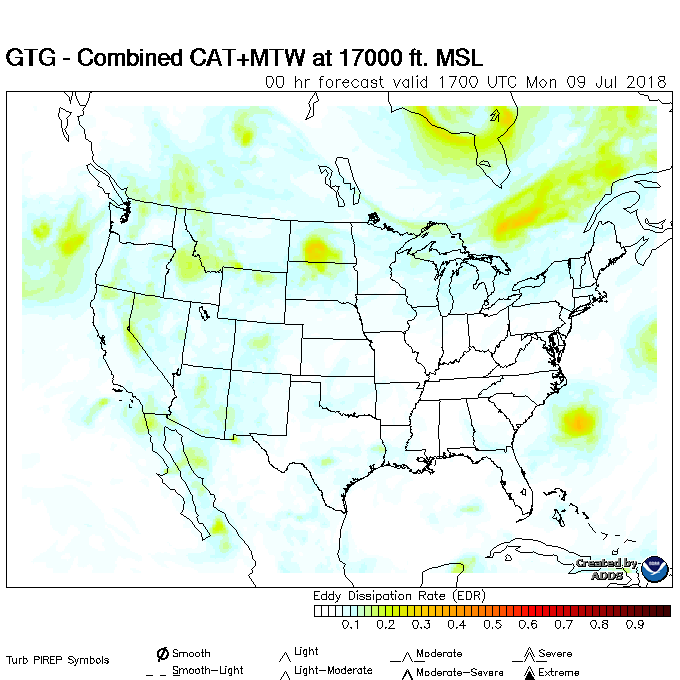 GTG - Combined CAT+MTW at 17000 ft. MSL
00 hr forecast valid 1700 UTC Mon 09 Jul 2018
Created by
ADDS
Eddy Dissipation Rate (EDR)
0.1 0.2 0.3 0.4 0.5 0.6 0.7 0.8 0.9
Turb PIREP Symbols
Smooth Light Moderate Severe
Smooth-Light Light-Moderate Moderate-Severe Extreme